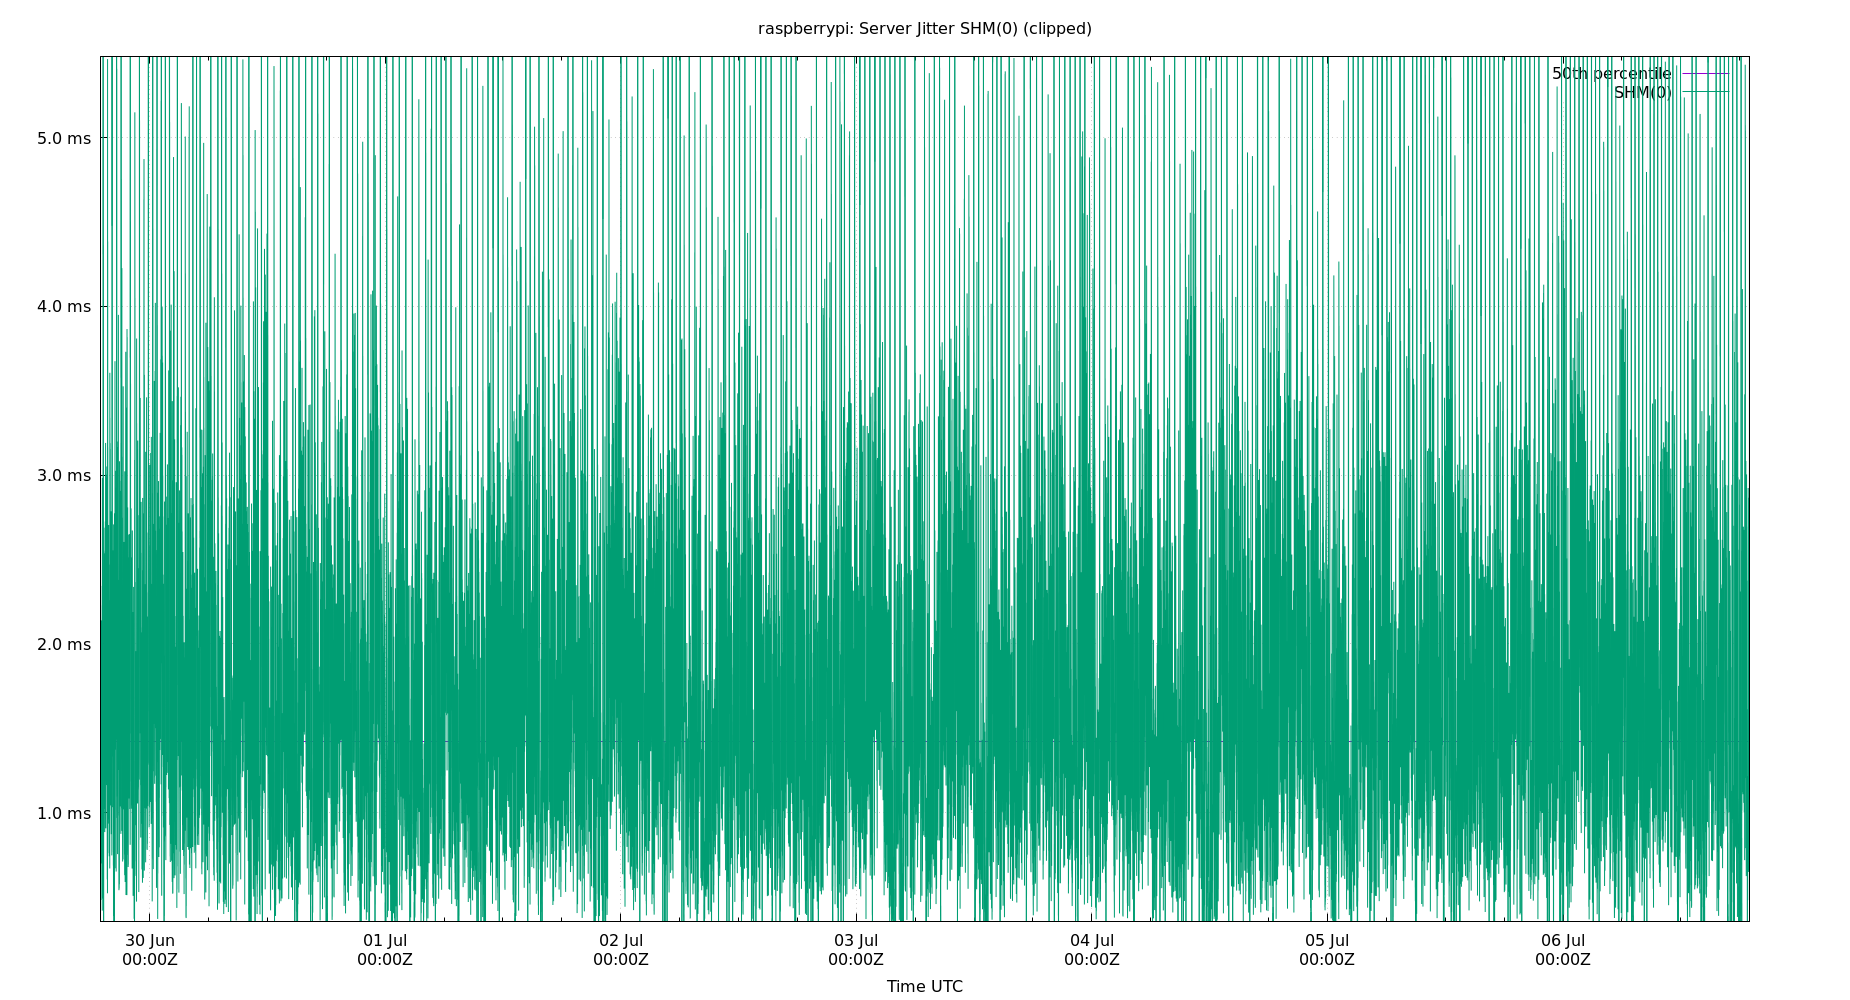 raspberrypi: Server Jitter SHM(0) (clipped)
50th percentile
SHM(0)
5.0 ms
4.0 ms
3.0 ms
2.0 ms
1.0 ms
30 Jun 01 Jul 02 Jul 03 Jul 04 Jul 05 Jul 06 Jul
00:00Z 00:00Z 00:00Z 00:00Z 00:00Z 00:00Z 00:00Z
Time UTC